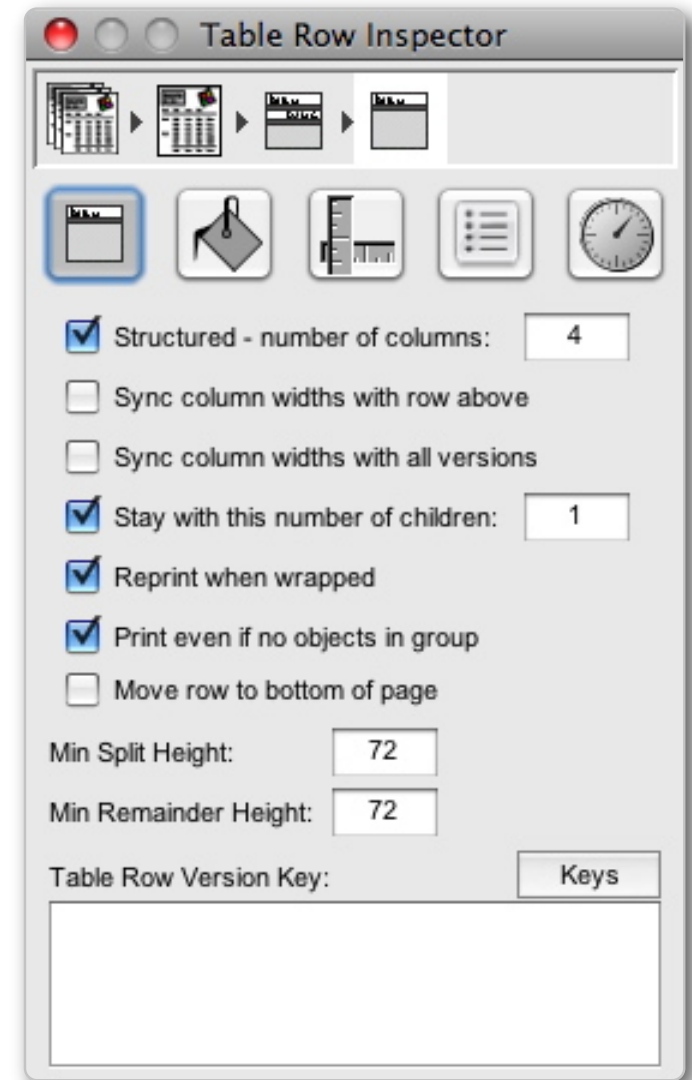 Table Row Inspector
Structured - number of columns: 4
Sync column widths with row above
Sync column widths with all versions
Stay with this number of children: 1
Reprint when wrapped
Print even if no objects in group
Move row to bottom of page
Min Split Height: 72
Min Remainder Height: 72
Table Row Version Key: Keys